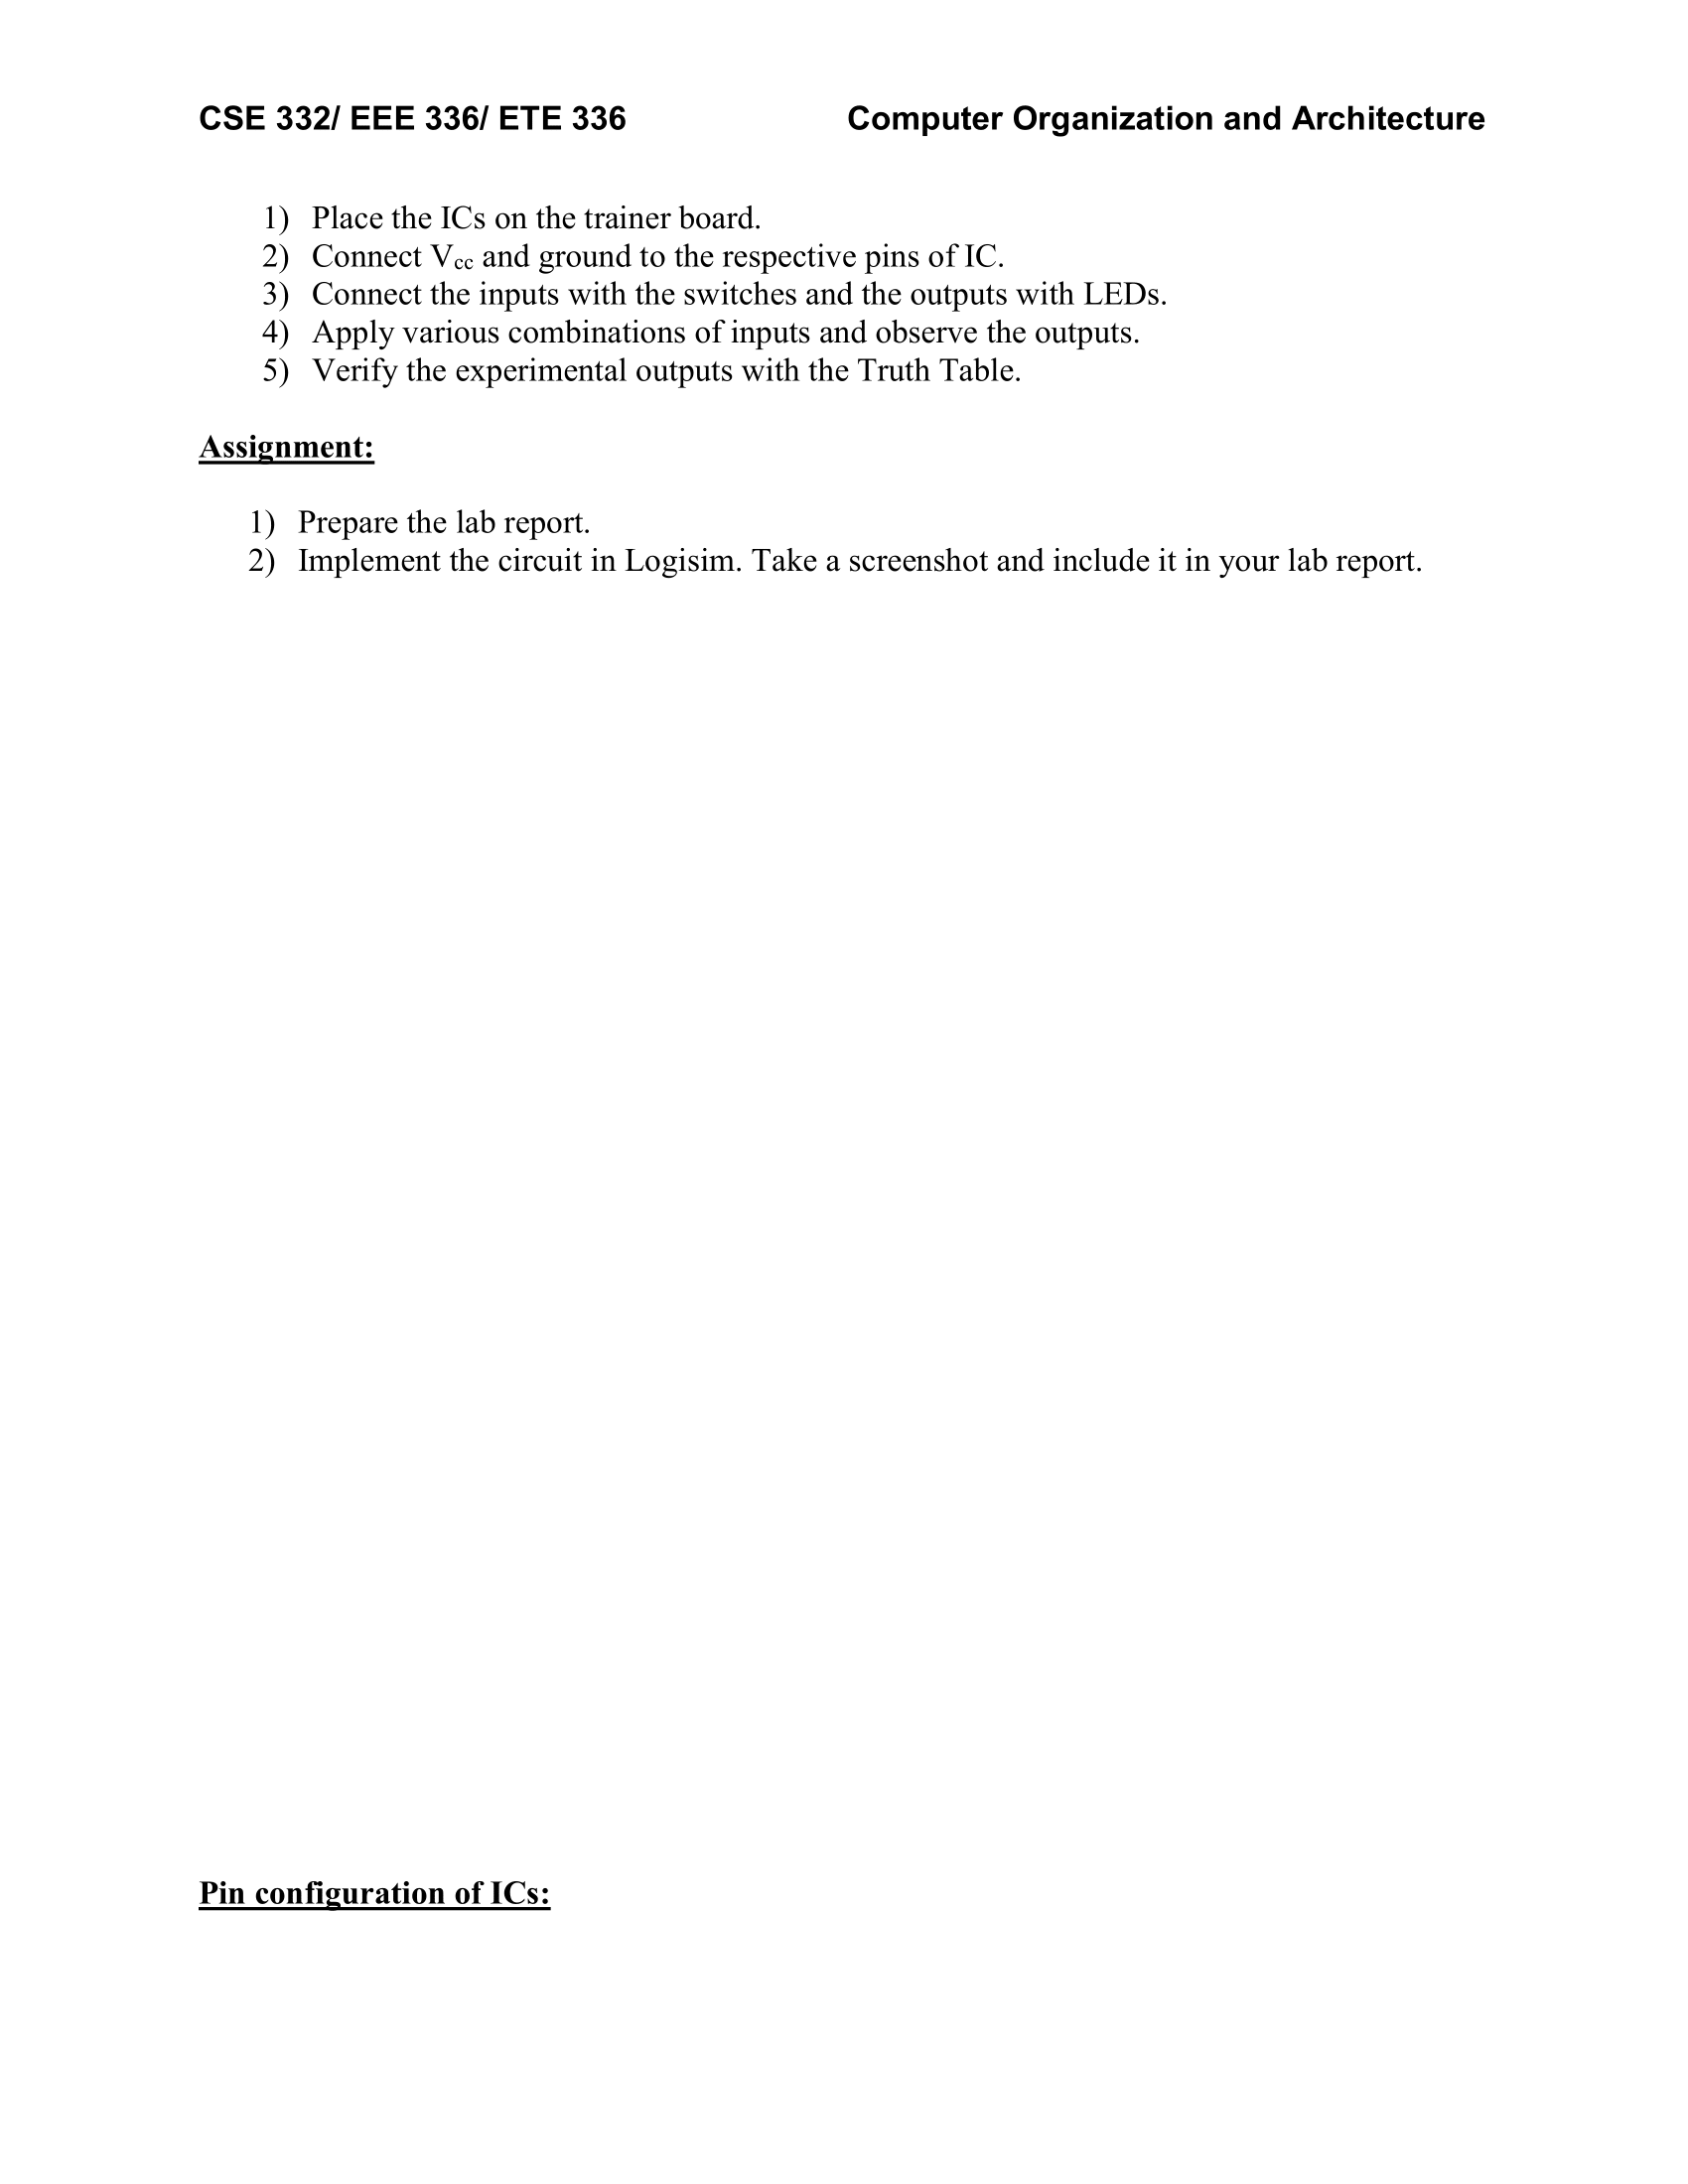 CSE 332/ EEE 336/ ETE 336 Computer Organization and Architecture
1) Place the ICs on the trainer board.
2) Connect Vcc and ground to the respective pins of IC.
3) Connect the inputs with the switches and the outputs with LEDs.
4) Apply various combinations of inputs and observe the outputs.
5) Verify the experimental outputs with the Truth Table.
Assignment:
1) Prepare the lab report.
2) Implement the circuit in Logisim. Take a screenshot and include it in your lab report.
Pin configuration of ICs: